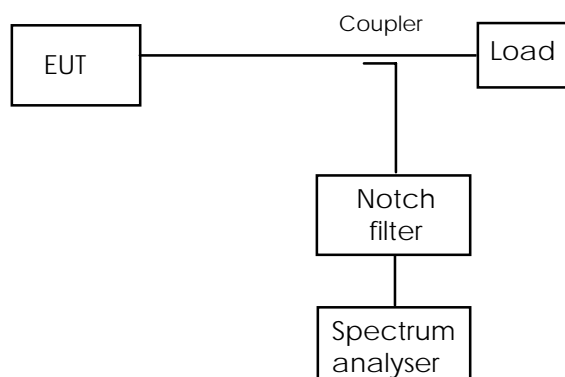 Coupler
EUT
Load
Notch
filter
Spectrum
analyser